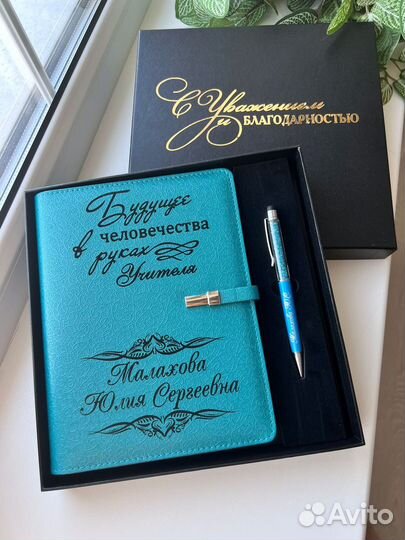 С Уважением
и БЛАГОДАРНОСТЬЮ
Будущее
в человечества
руках
Учителя
Малахова
Юлия Сергеевна
Avito